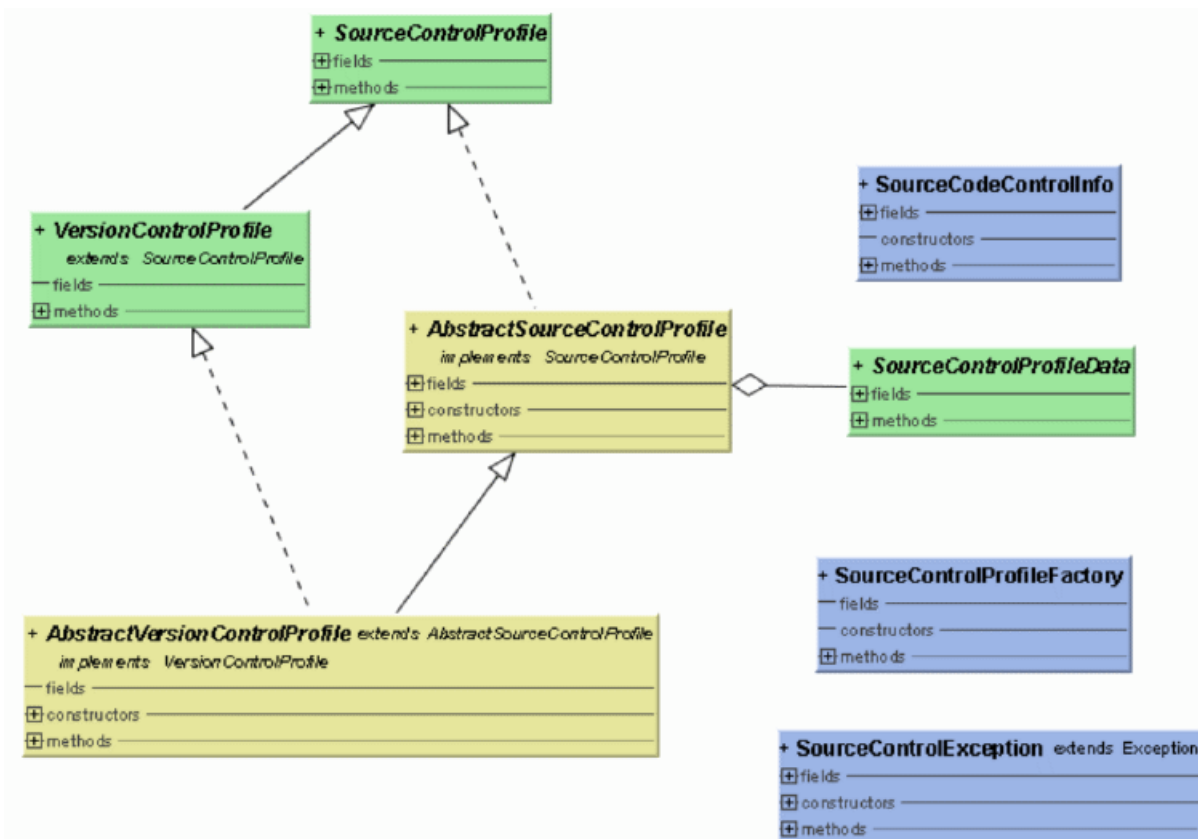 + SourceControlProfile
+ fields
+ methods
+ SourceCodeControlInfo
+ fields
constructors
+ methods
+ VersionControlProfile
extends SourceControlProfile
fields
+ methods
+ AbstractSourceControlProfile
implements SourceControlProfile
+ fields
+ constructors
+ methods
+ SourceControlProfileData
+ fields
+ methods
+ SourceControlProfileFactory
fields
constructors
+ methods
+ AbstractVersionControlProfile extends AbstractSourceControlProfile
implements VersionControlProfile
fields
+ constructors
+ methods
+ SourceControlException extends Exception
+ fields
+ constructors
+ methods